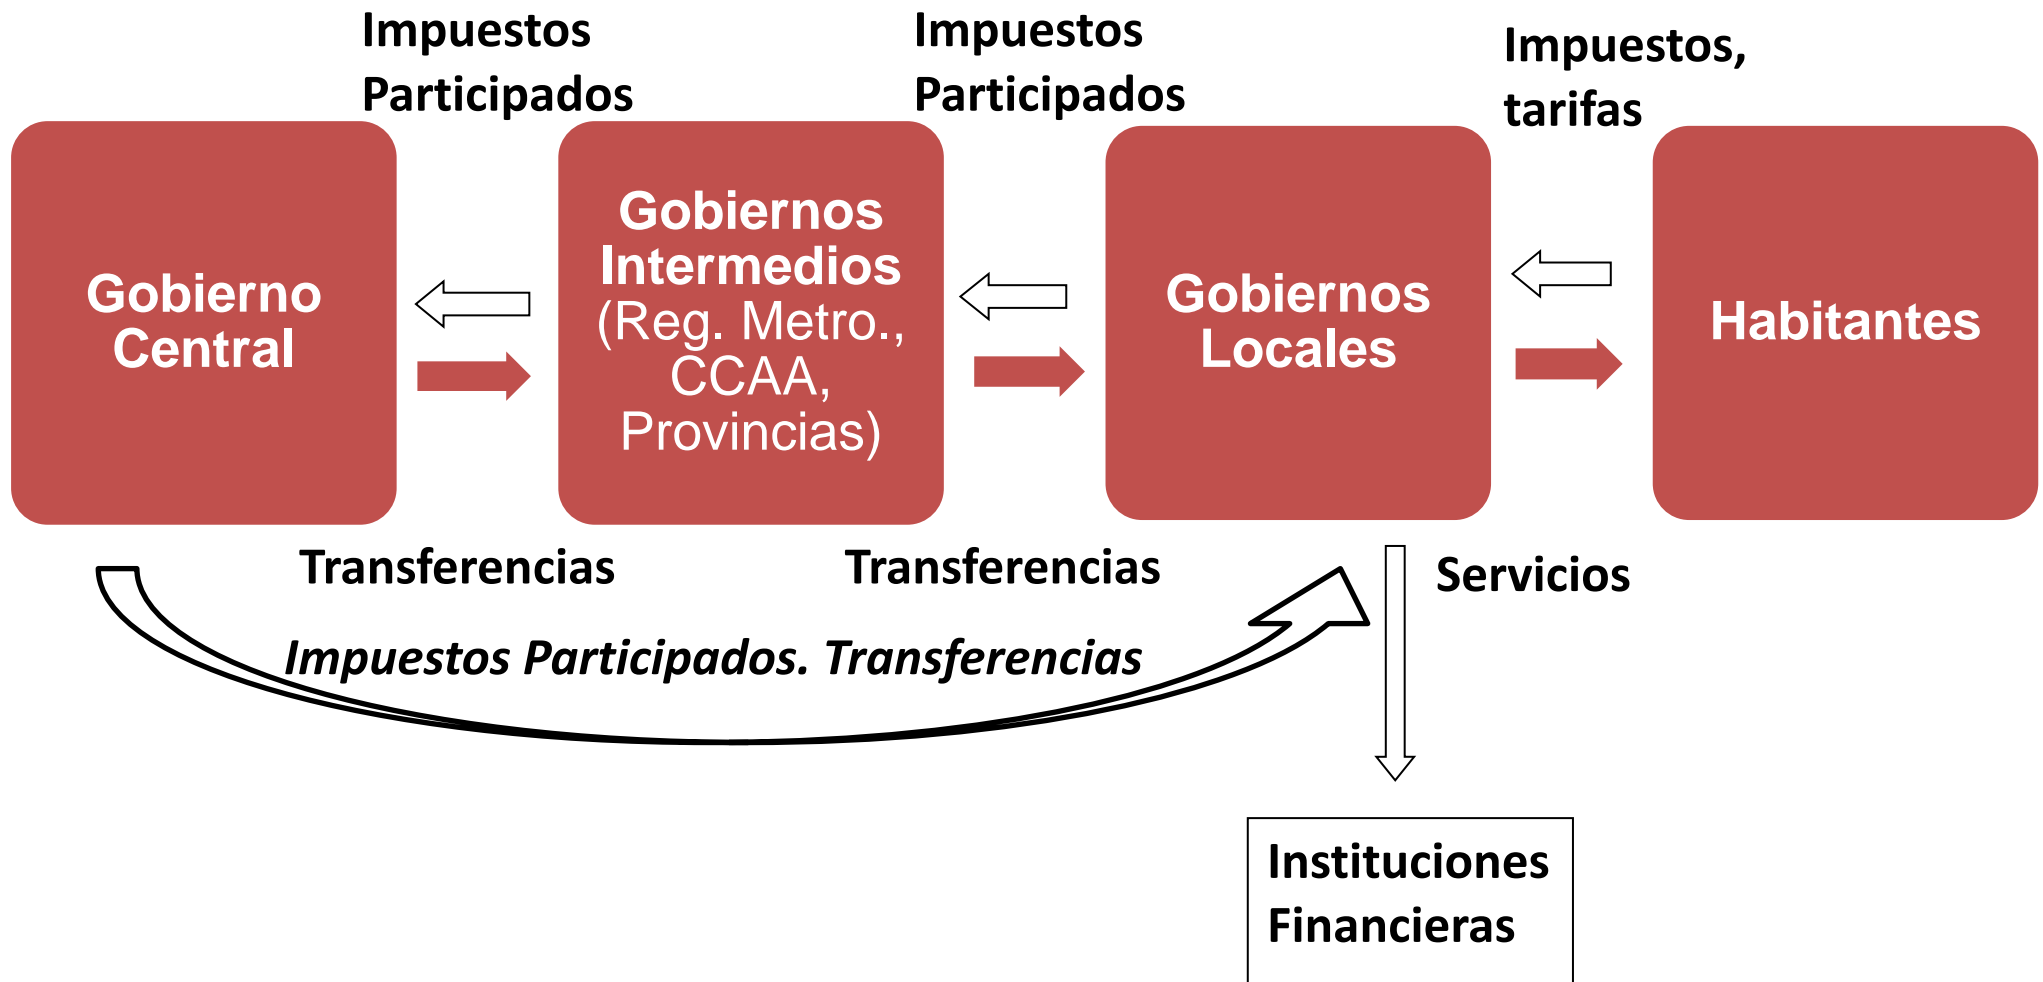 Impuestos
Participados
Impuestos
Participados
Impuestos,
tarifas
Gobierno
Central
Gobiernos
Intermedios
(Reg. Metro.,
CCAA,
Provincias)
Gobiernos
Locales
Habitantes
Transferencias
Transferencias
Servicios
Impuestos Participados. Transferencias
Instituciones
Financieras